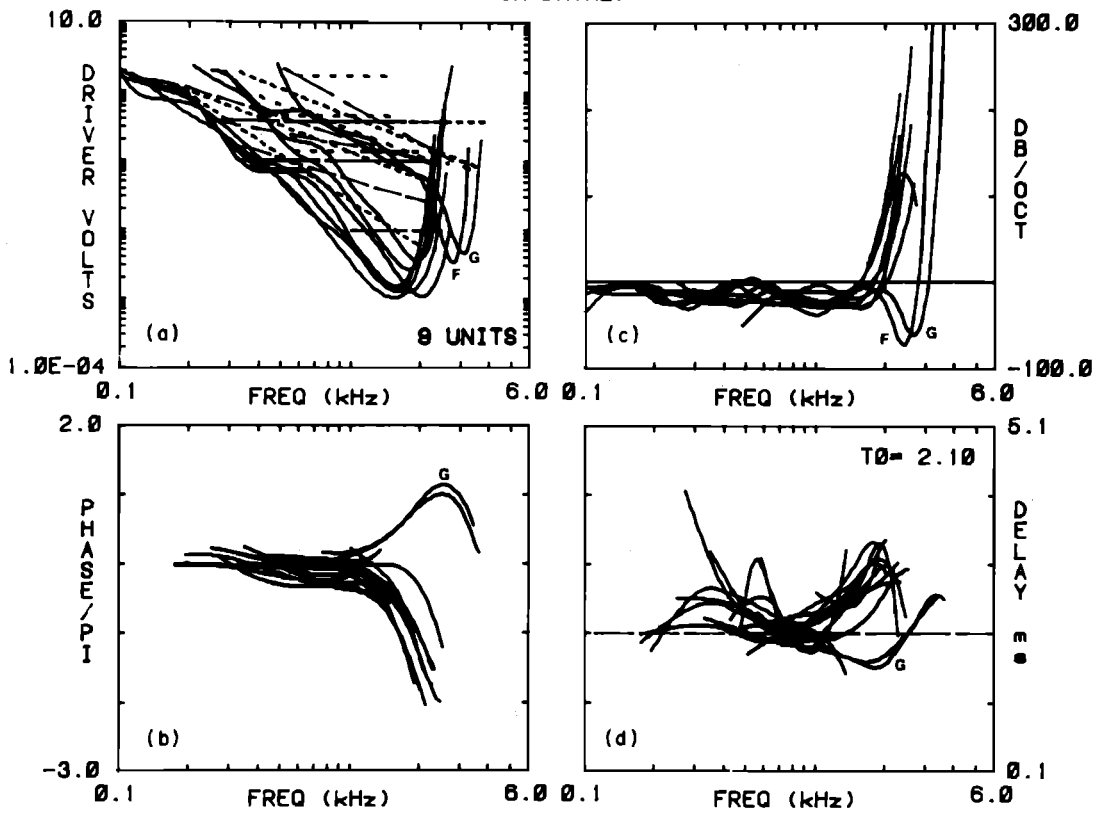 10.0
DRIVER VOLTS
1.0E-04
(a)
9 UNITS
F
G
0.1
FREQ (kHz)
6.0
300.0
DB/OCT
-100.0
(c)
F
G
0.1
FREQ (kHz)
6.0
2.0
PHASE/PI
-3.0
(b)
G
0.1
FREQ (kHz)
6.0
5.1
T0= 2.10
DELAY ms
0.1
(d)
G
0.1
FREQ (kHz)
6.0